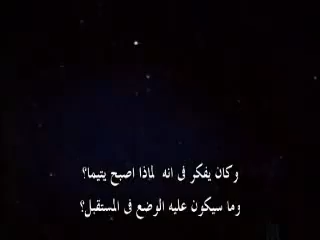 وكان يفكر فى انه لماذا اصبح يتيما؟
وما سيكون عليه الوضع فى المستقبل؟